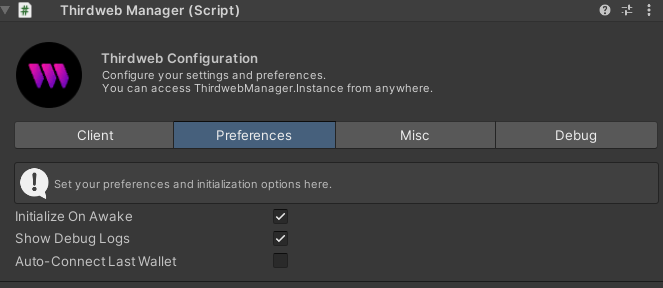 Thirdweb Manager (Script)
Thirdweb Configuration
Configure your settings and preferences.
You can access ThirdwebManager.Instance from anywhere.
Client Preferences Misc Debug
Set your preferences and initialization options here.
Initialize On Awake
Show Debug Logs
Auto-Connect Last Wallet